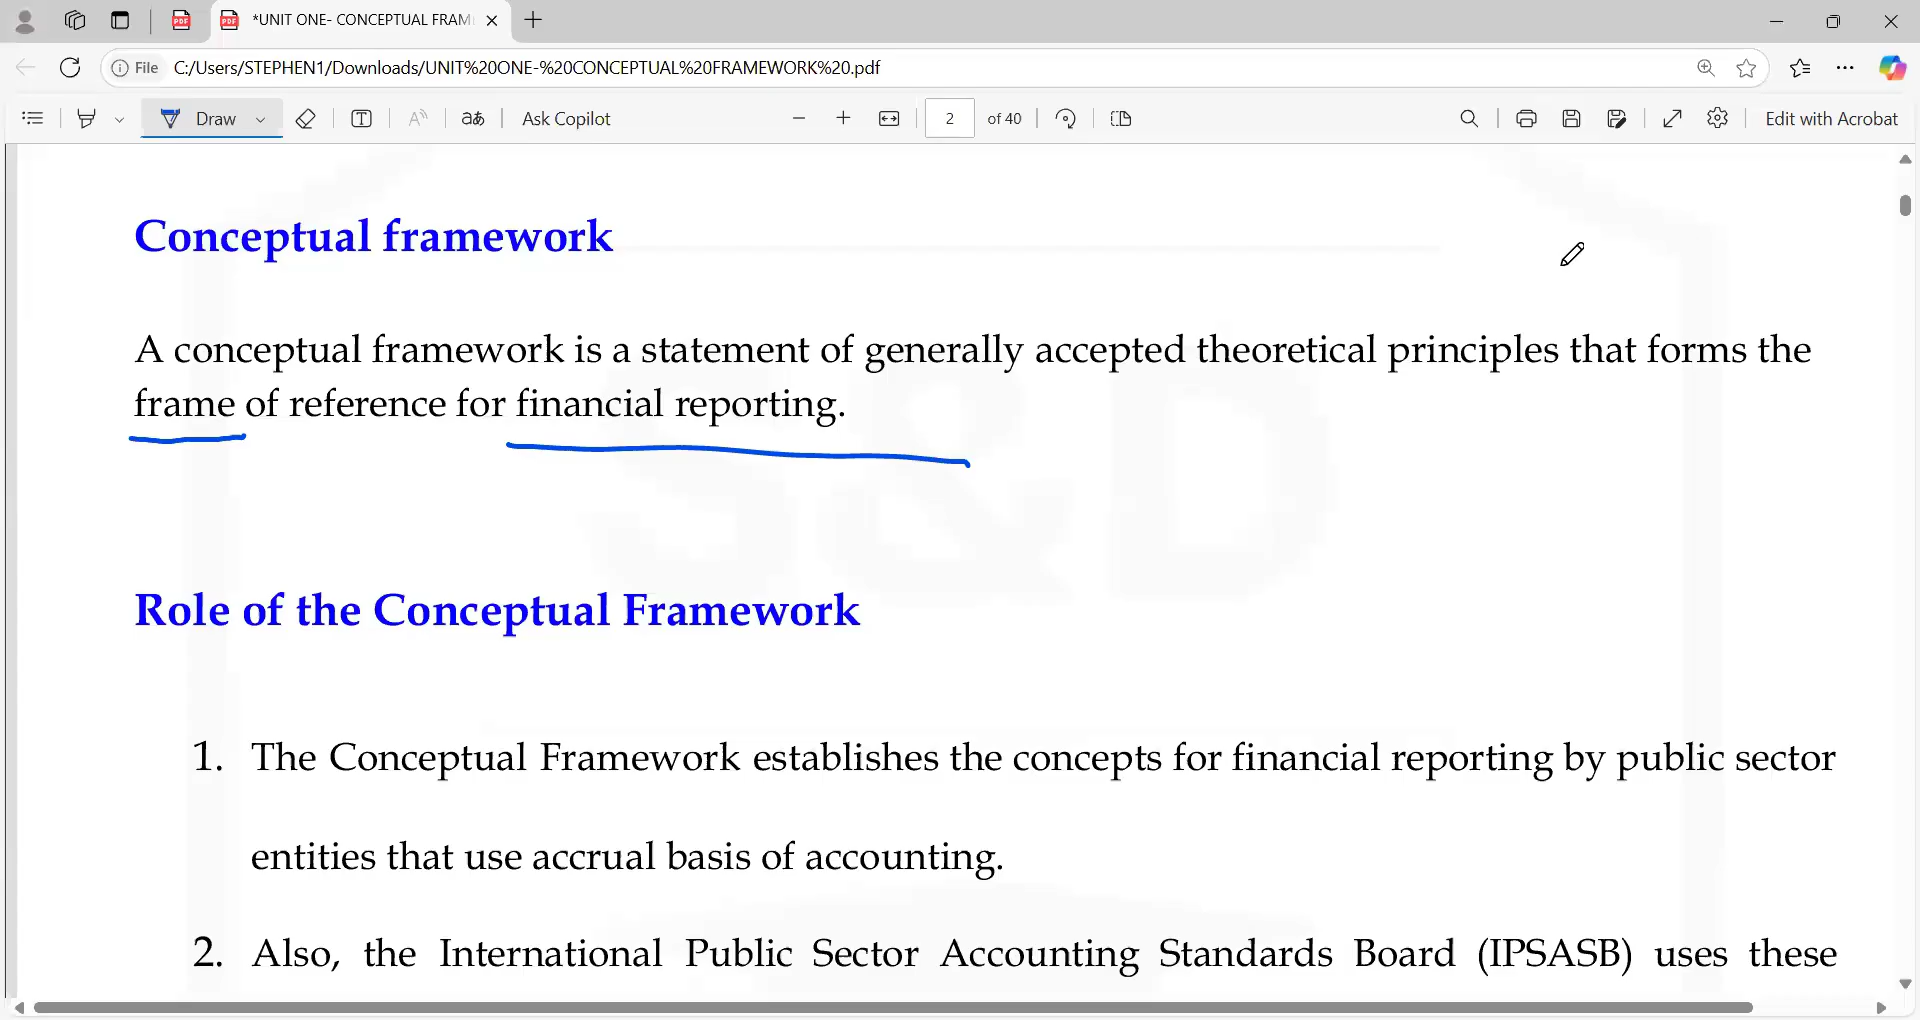 *UNIT ONE- CONCEPTUAL FRAM
File C:/Users/STEPHEN1/Downloads/UNIT%20ONE-%20CONCEPTUAL%20FRAMEWORK%20.pdf
Draw aあ Ask Copilot 2 of 40 Edit with Acrobat
Conceptual framework
A conceptual framework is a statement of generally accepted theoretical principles that forms the
frame of reference for financial reporting.
Role of the Conceptual Framework
1. The Conceptual Framework establishes the concepts for financial reporting by public sector
entities that use accrual basis of accounting.
2. Also, the International Public Sector Accounting Standards Board (IPSASB) uses these
S&D